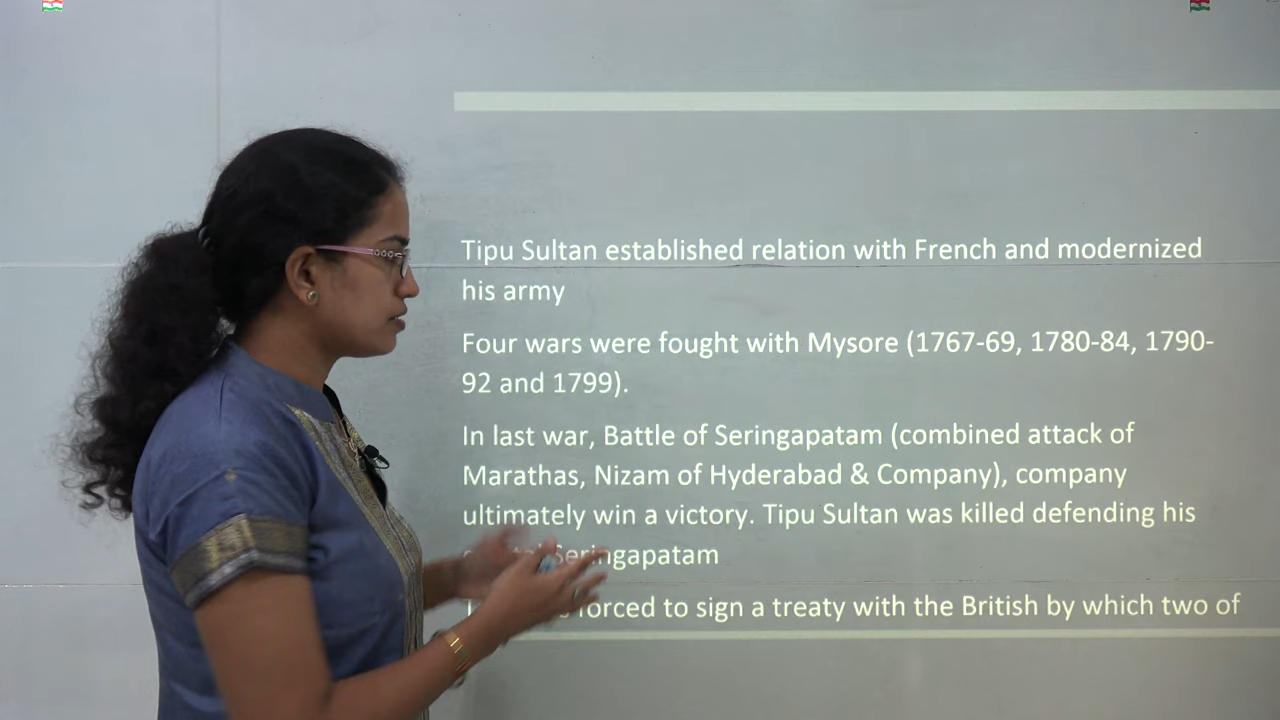 Tipu Sultan established relation with French and modernized
his army
Four wars were fought with Mysore (1767-69, 1780-84, 1790-
92 and 1799).
In last war, Battle of Seringapatam (combined attack of
Marathas, Nizam of Hyderabad & Company), company
ultimately win a victory. Tipu Sultan was killed defending his
Seringapatam
forced to sign a treaty with the British by which two of